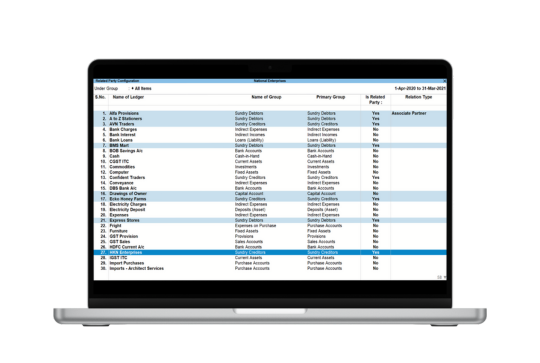 Related Party Configuration National Enterprises
Under Group : ♦ All Items 1-Apr-2020 to 31-Mar-2021
S.No. Name of Ledger Name of Group Primary Group Is Related Party : Relation Type
1. Alfa Provisions Sundry Debtors Sundry Debtors Yes Associate Partner
2. A to Z Stationers Sundry Debtors Sundry Debtors Yes
3. AVN Traders Sundry Creditors Sundry Creditors Yes
4. Bank Charges Indirect Expenses Indirect Expenses No
5. Bank Interest Indirect Incomes Indirect Incomes No
6. Bank Loans Loans (Liability) Loans (Liability) No
7. BMS Mart Sundry Debtors Sundry Debtors Yes
8. BOB Savings A/c Bank Accounts Bank Accounts No
9. Cash Cash-in-Hand Cash-in-Hand No
10. CGST ITC Current Assets Current Assets No
11. Commodities Investments Investments No
12. Computer Fixed Assets Fixed Assets No
13. Confident Traders Sundry Creditors Sundry Creditors Yes
14. Conveyance Indirect Expenses Indirect Expenses No
15. DBS Bank A/c Bank Accounts Bank Accounts No
16. Drawings of Owner Capital Account Capital Account No
17. Ecko Honey Farms Sundry Creditors Sundry Creditors Yes
18. Electricity Charges Indirect Expenses Indirect Expenses No
19. Electricity Deposit Deposits (Asset) Deposits (Asset) No
20. Expenses Indirect Expenses Indirect Expenses No
21. Express Stores Sundry Debtors Sundry Debtors Yes
22. Fright Expenses on Purchase Purchase Accounts No
23. Furniture Fixed Assets Fixed Assets No
24. GST Provision Provisions Provisions No
25. GST Sales Sales Accounts Sales Accounts No
26. HDFC Current A/c Bank Accounts Bank Accounts No
27. Enterprises Sundry Creditors Sundry Creditors Yes
28. IGST ITC Current Assets Current Assets No
29. Import Purchases Purchase Accounts Purchase Accounts No
30. Imports - Architect Services Purchase Accounts Purchase Accounts No